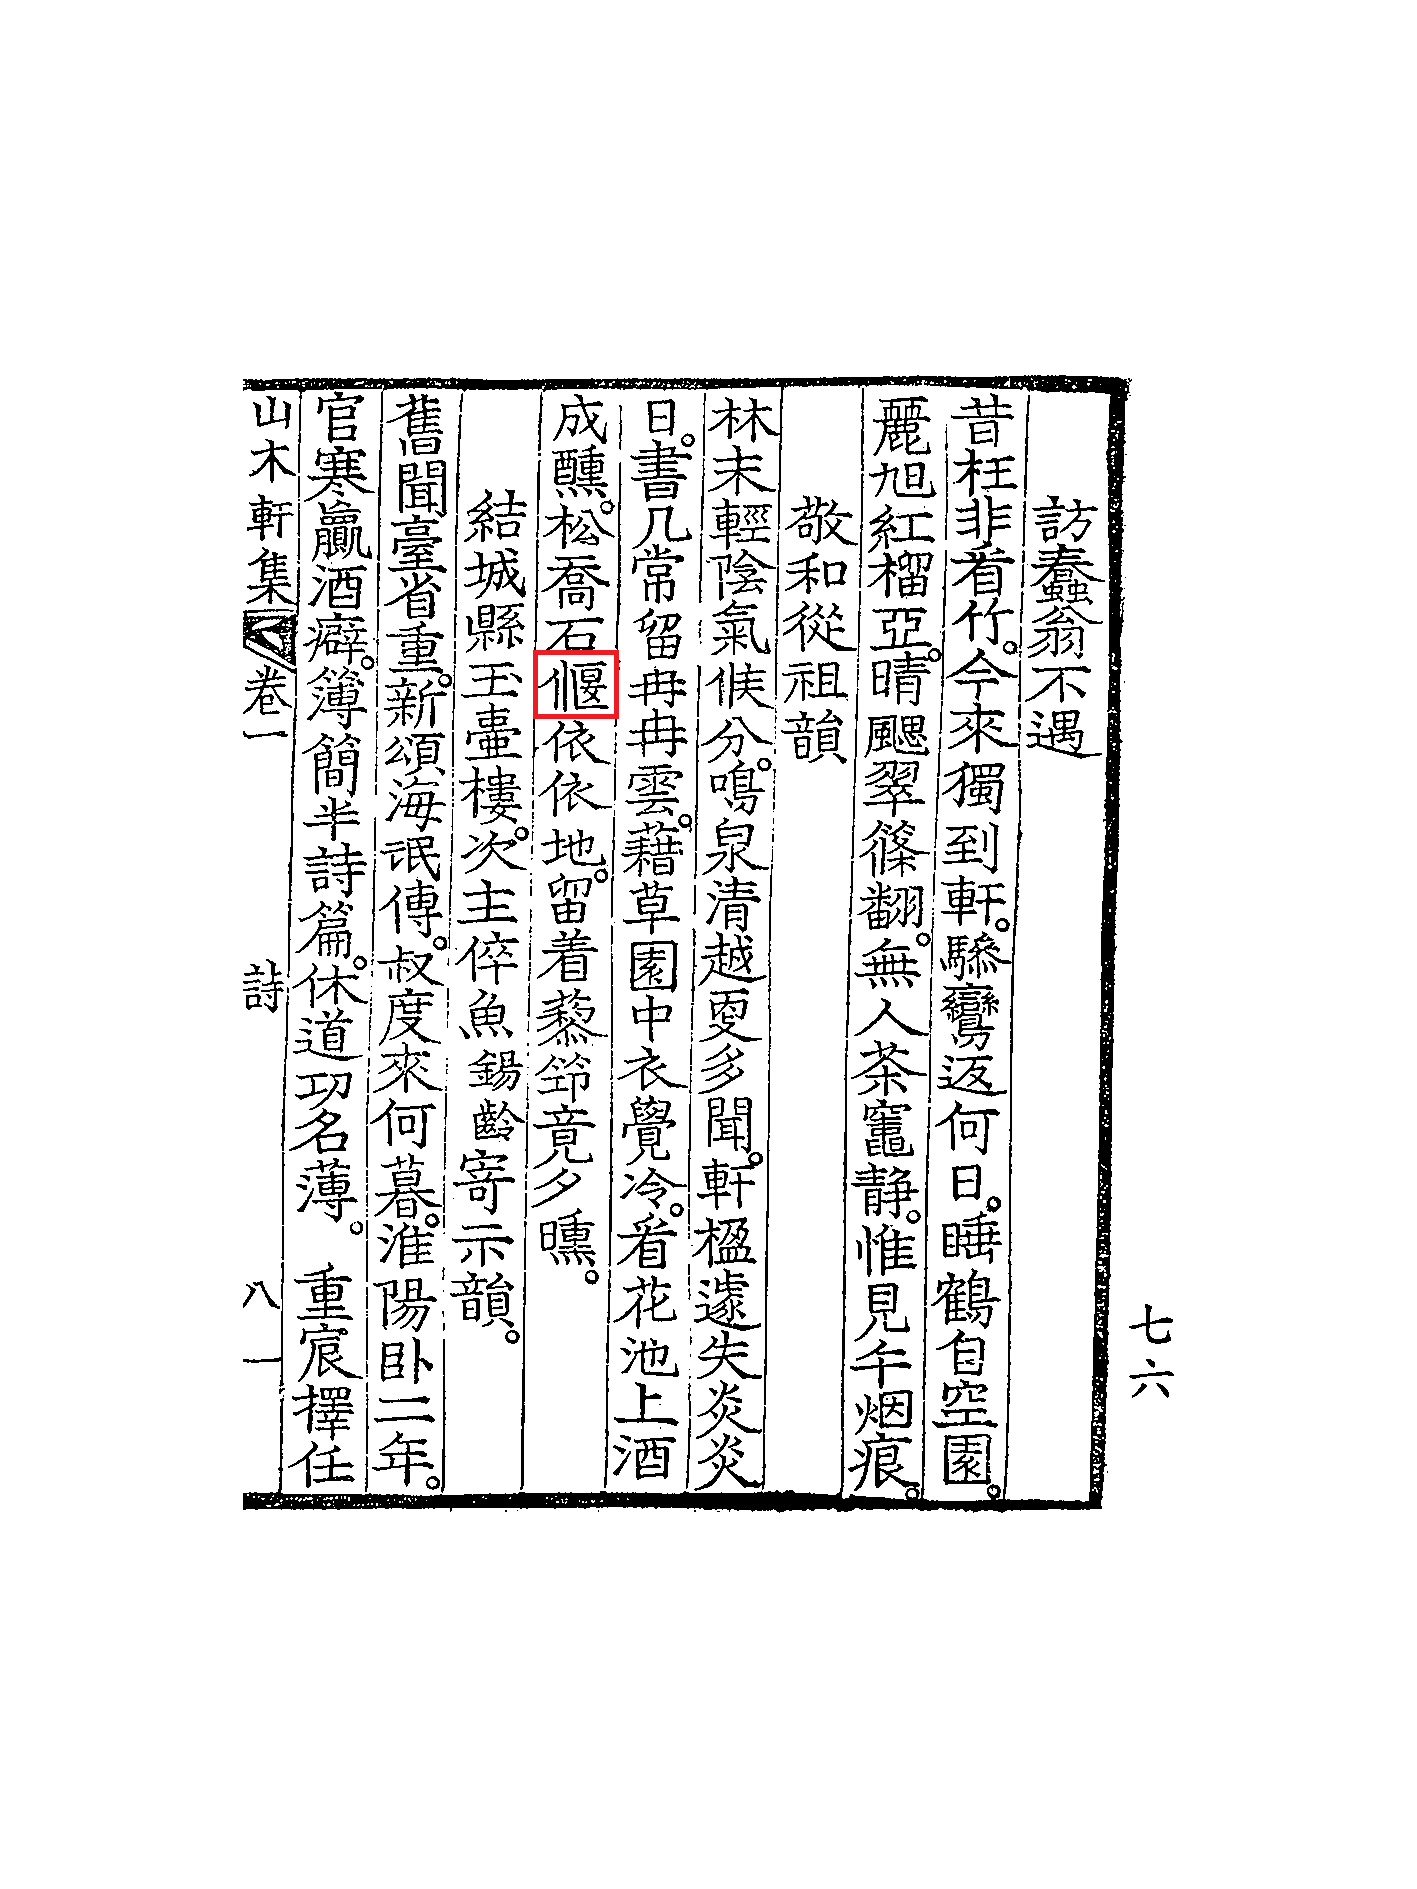 訪蠢翁不遇
昔枉非看竹。今來獨到軒。驂鸞返何日。睡鶴自空園。
麗旭紅榴亞。晴颸翠篠翻。無人茶竈静。惟見午烟痕。
敬和從祖韻
林末輕陰氣候分。鳴泉清越更多聞。軒楹遽失炎炎
日。書几常留冉冉雲。藉草園中衣覺冷。看花池上酒
成醺。松喬石偃依依地。留着藜筇竟夕曛。
結城縣玉壷樓。次主倅魚錫齡寄示韻。
舊聞臺省重。新頌海氓傳。叔度來何暮。淮陽卧二年。
官寒贏酒癖。簿簡半詩篇。休道功名薄。 重宸擇任
山木軒集 卷一 詩 八一
七六